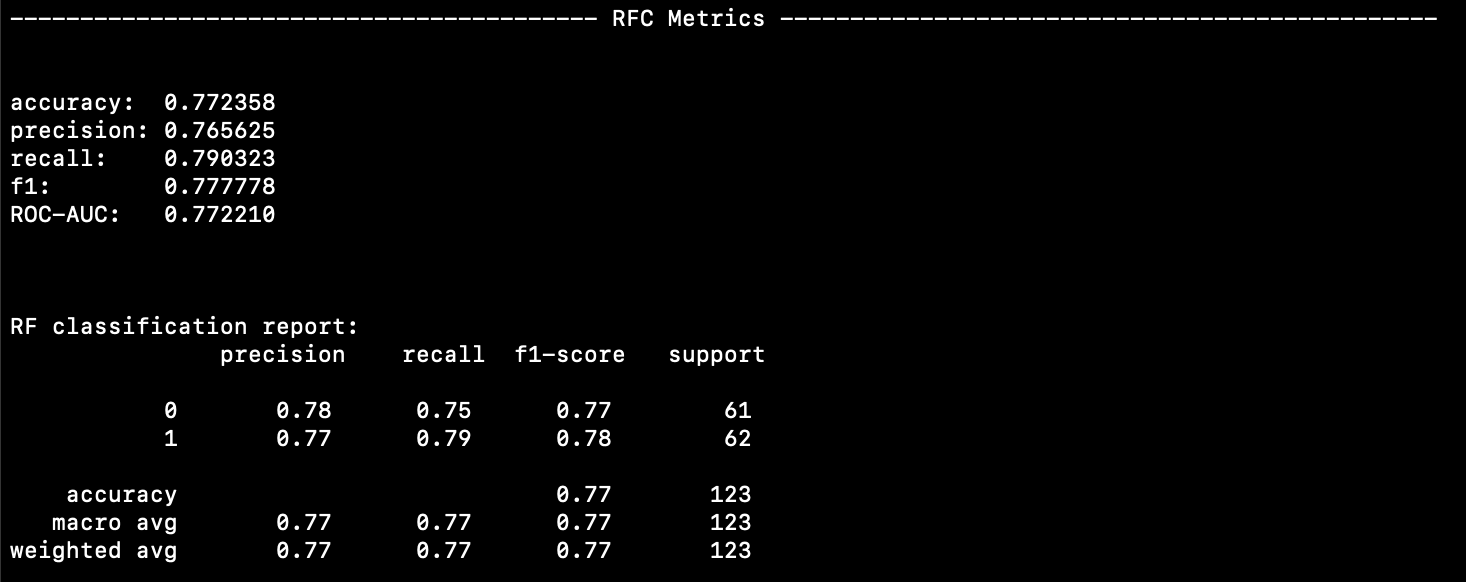 ------------------------------------------ RFC Metrics -----------------------------------------------
accuracy:  0.772358
precision: 0.765625
recall:    0.790323
f1:        0.777778
ROC-AUC:   0.772210
RF classification report:
               precision    recall  f1-score   support
           0       0.78      0.75      0.77        61
           1       0.77      0.79      0.78        62
    accuracy                           0.77       123
   macro avg       0.77      0.77      0.77       123
weighted avg       0.77      0.77      0.77       123